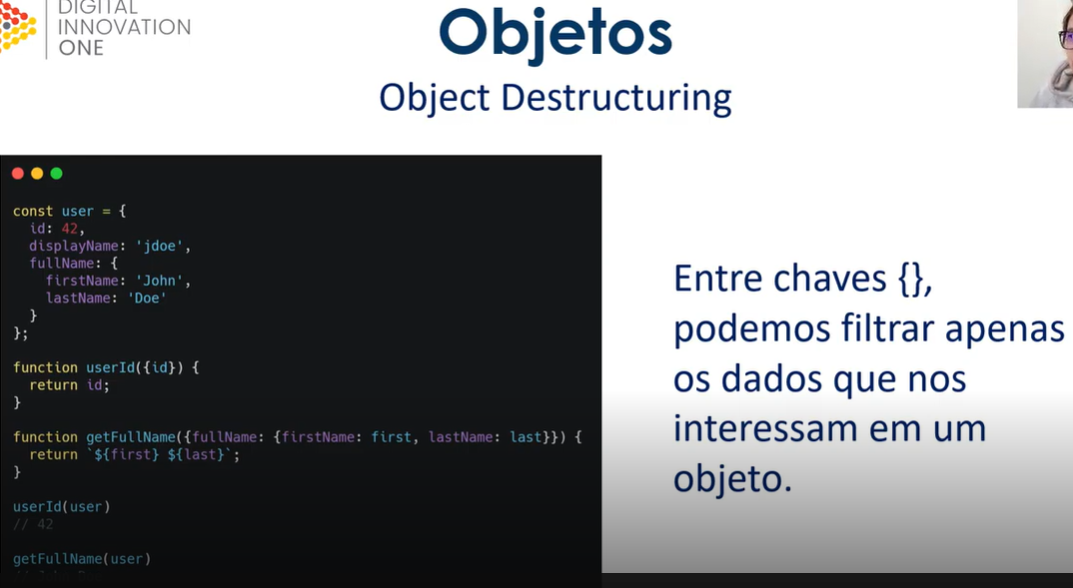 DIGITAL
INNOVATION
ONE
Objetos
Object Destructuring
const user = {
id: 42,
displayName: 'jdoe',
fullName: {
firstName: 'John',
lastName: 'Doe'
}
};
function userId({id}) {
return id;
}
function getFullName({fullName: {firstName: first, lastName: last}}) {
return `${first} ${last}`;
}
userId(user)
// 42
getFullName(user)
Entre chaves {},
podemos filtrar apenas
os dados que nos
interessam em um
objeto.